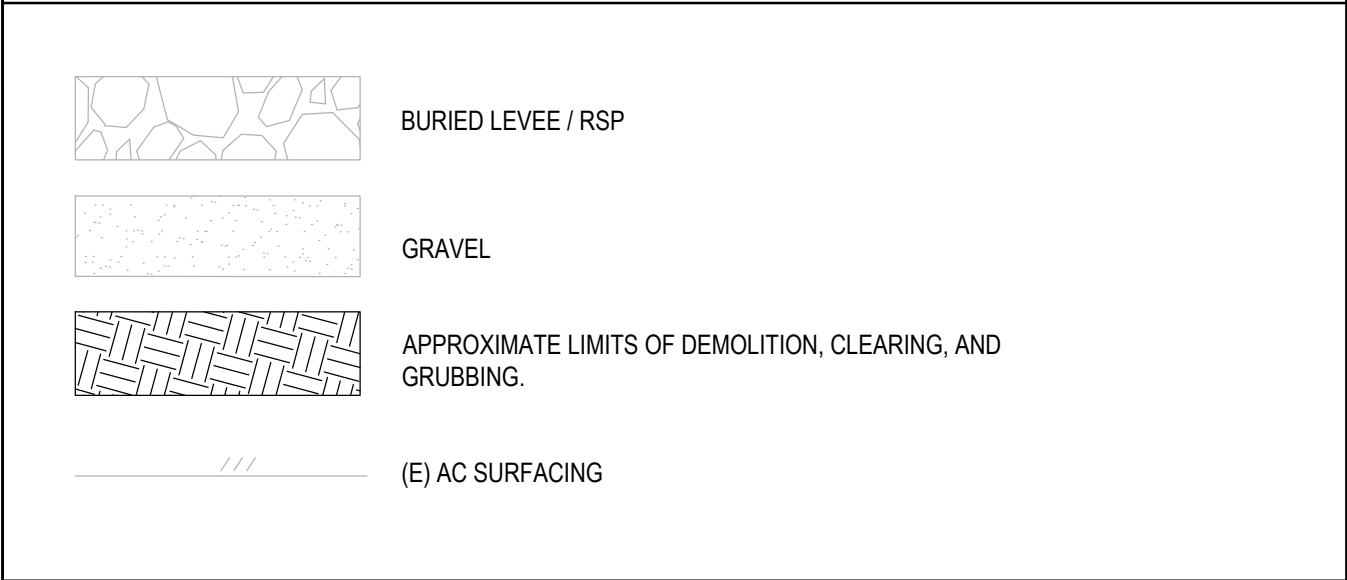 BURIED LEVEE / RSP
GRAVEL
APPROXIMATE LIMITS OF DEMOLITION, CLEARING, AND
GRUBBING.
(E) AC SURFACING